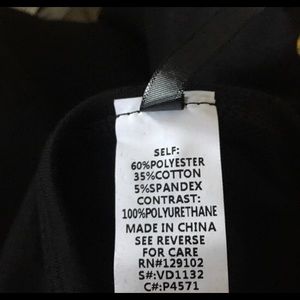 SELF:
60%POLYESTER
35%COTTON
5%SPANDEX
CONTRAST:
100%POLYURETHANE
MADE IN CHINA
SEE REVERSE
FOR CARE
RN#129102
S#:VD1132
C#:P4571